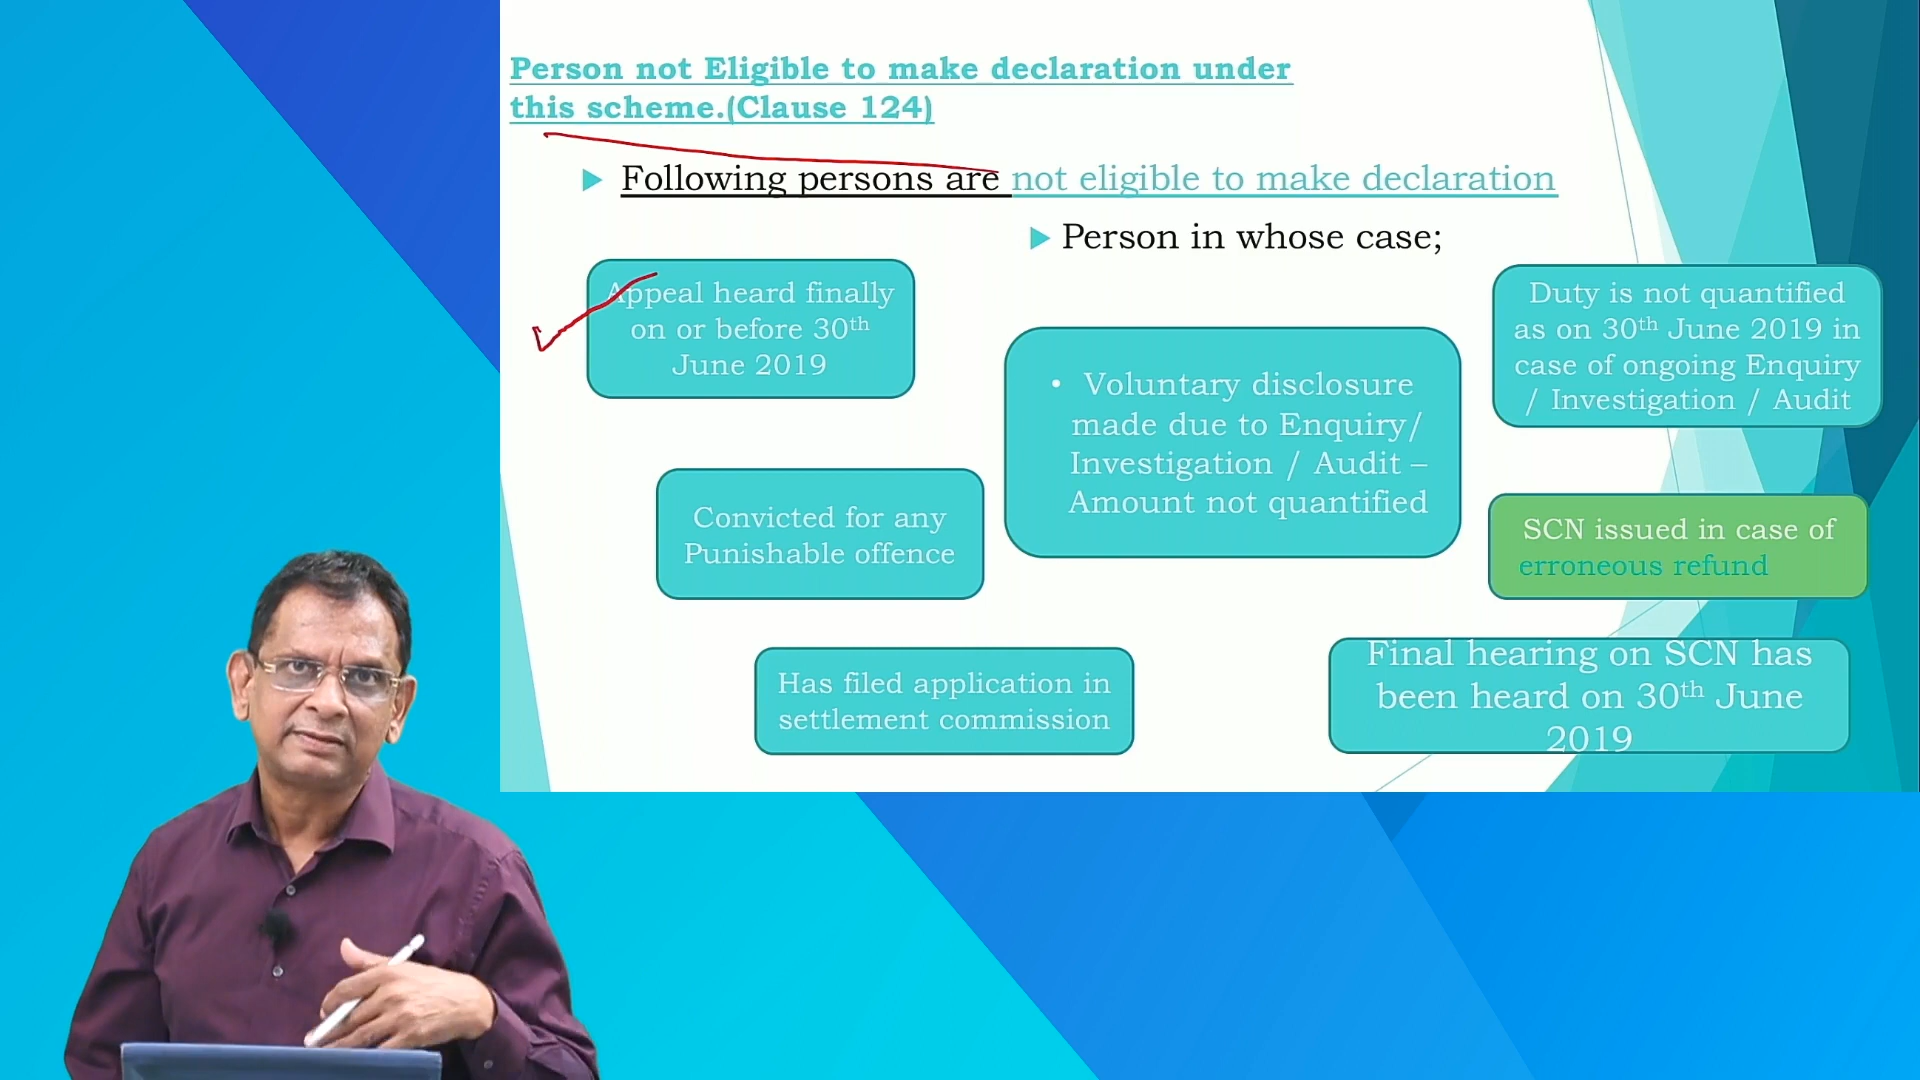 Person not Eligible to make declaration under
this scheme.(Clause 124)
Following persons are not eligible to make declaration
Person in whose case;
Appeal heard finally
on or before 30th
June 2019
Voluntary disclosure
made due to Enquiry/
Investigation / Audit –
Amount not quantified
Duty is not quantified
as on 30th June 2019 in
case of ongoing Enquiry
/ Investigation / Audit
Convicted for any
Punishable offence
SCN issued in case of
erroneous refund
Has filed application in
settlement commission
Final hearing on SCN has
been heard on 30th June
2019